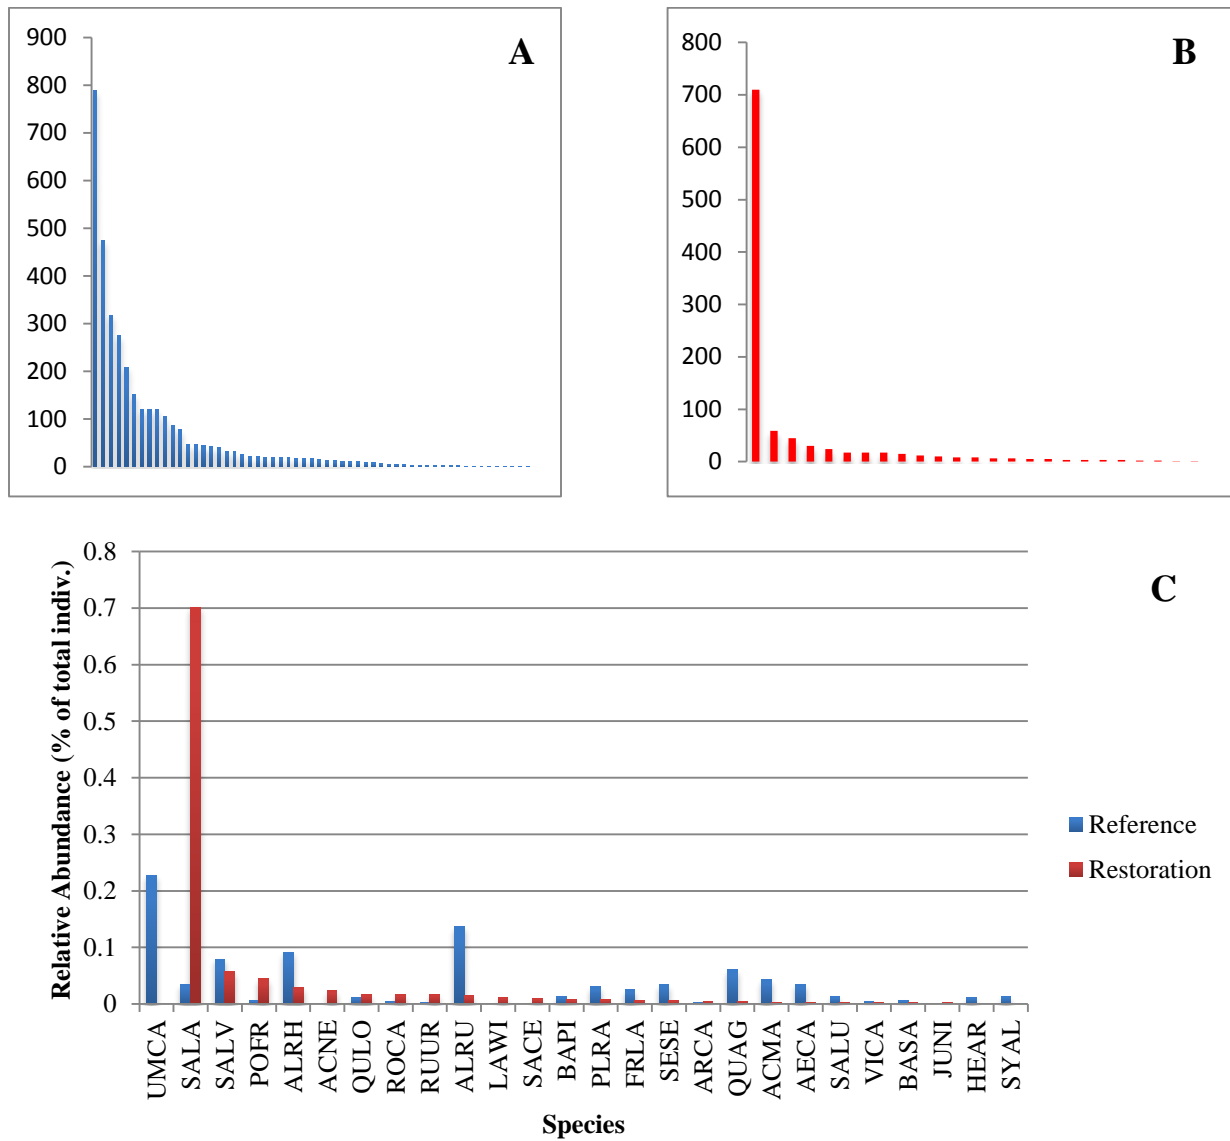 A
900
800
700
600
500
400
300
200
100
0
B
800
700
600
500
400
300
200
100
0
C
Relative Abundance (% of total indiv.)
0.8
0.7
0.6
0.5
0.4
0.3
0.2
0.1
0
UMCA
SALA
SALV
POFR
ALRH
ACNE
QULO
ROCA
RUUR
ALRU
LAWI
SACE
BAPI
PLRA
FRLA
SESE
ARCA
QUAG
ACMA
AECA
SALU
VICA
BASA
JUNI
HEAR
SYAL
Species
Reference
Restoration